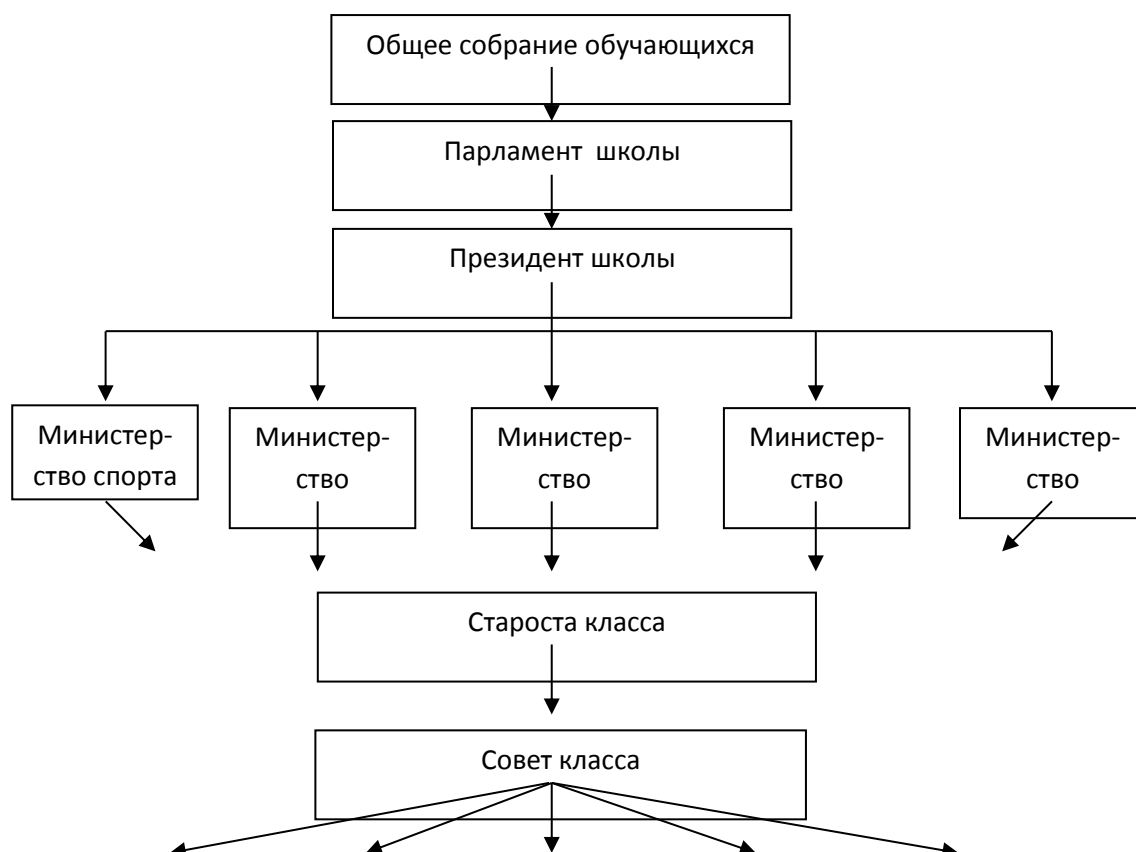 Общее собрание обучающихся
Парламент школы
Президент школы
Министер-
ство спорта
Министер-
ство
Министер-
ство
Министер-
ство
Министер-
ство
Староста класса
Совет класса